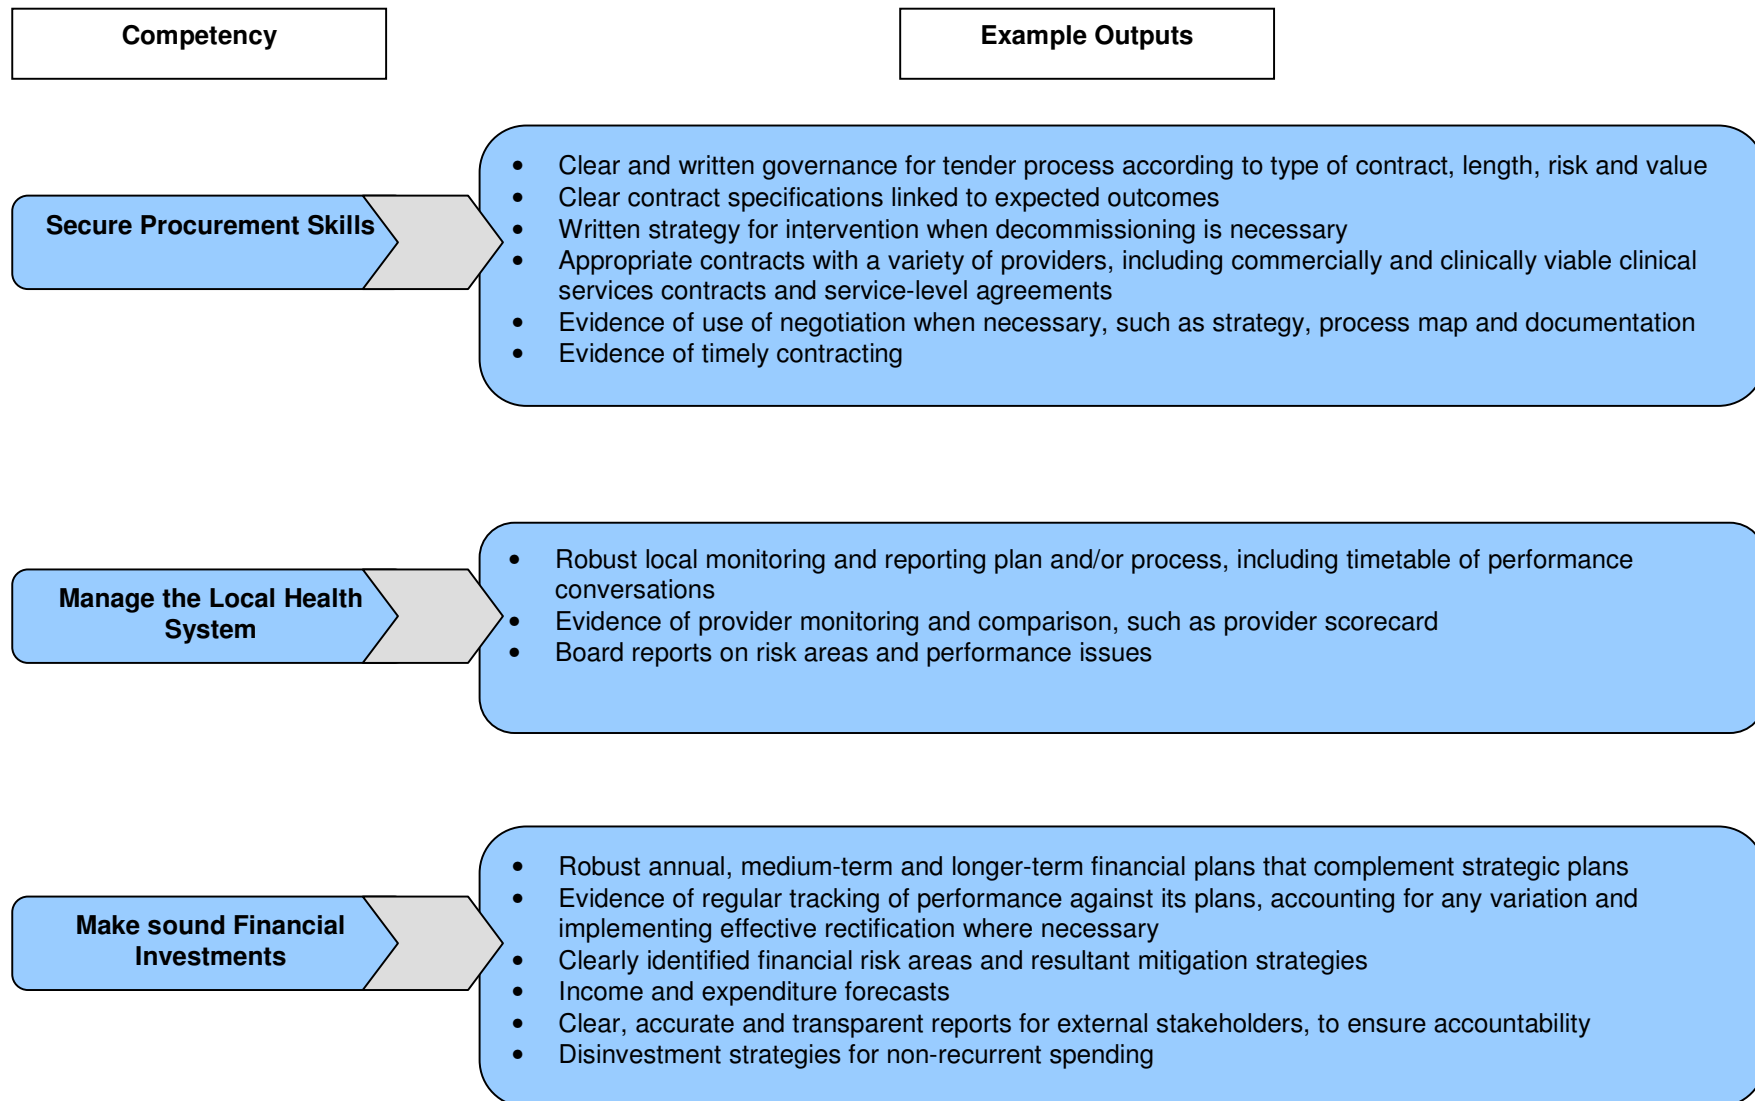 Competency
Example Outputs
Secure Procurement Skills
• Clear and written governance for tender process according to type of contract, length, risk and value
• Clear contract specifications linked to expected outcomes
• Written strategy for intervention when decommissioning is necessary
• Appropriate contracts with a variety of providers, including commercially and clinically viable clinical
services contracts and service-level agreements
• Evidence of use of negotiation when necessary, such as strategy, process map and documentation
• Evidence of timely contracting
Manage the Local Health
System
• Robust local monitoring and reporting plan and/or process, including timetable of performance
conversations
• Evidence of provider monitoring and comparison, such as provider scorecard
• Board reports on risk areas and performance issues
Make sound Financial
Investments
• Robust annual, medium-term and longer-term financial plans that complement strategic plans
• Evidence of regular tracking of performance against its plans, accounting for any variation and
implementing effective rectification where necessary
• Clearly identified financial risk areas and resultant mitigation strategies
• Income and expenditure forecasts
• Clear, accurate and transparent reports for external stakeholders, to ensure accountability
• Disinvestment strategies for non-recurrent spending